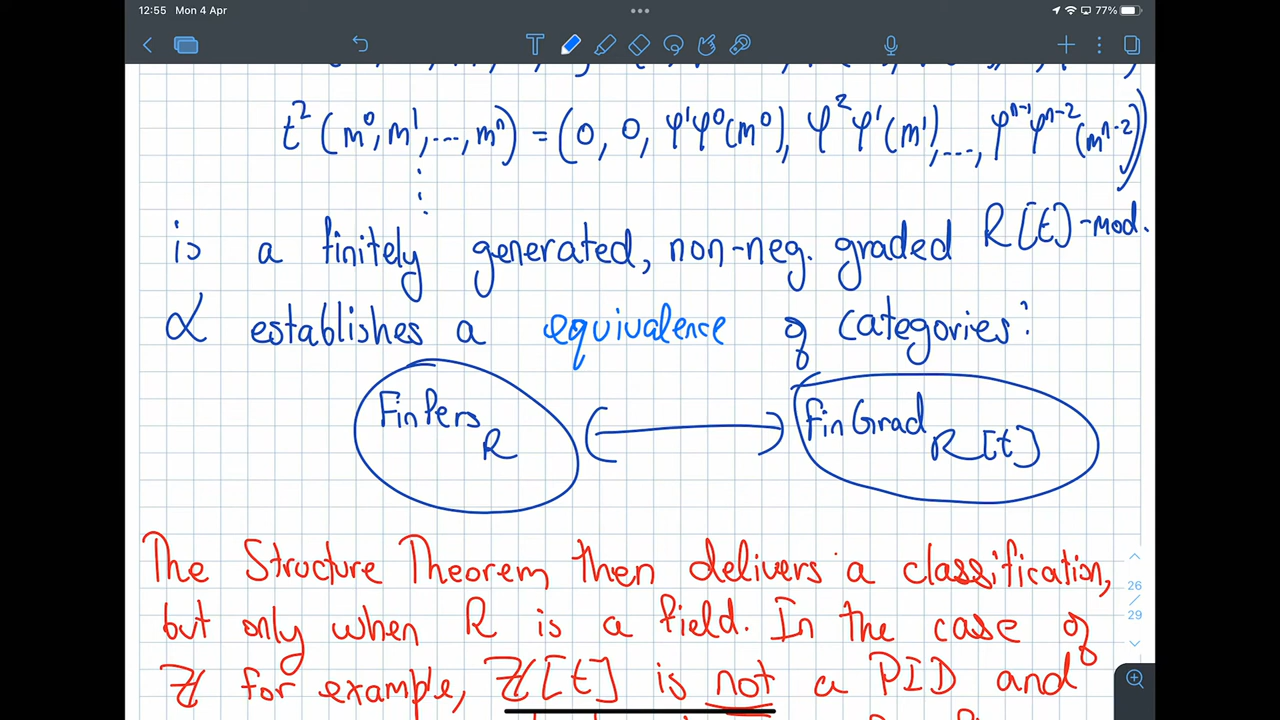 12:55 Mon 4 Apr
77%
t²(m⁰, m¹, ..., mⁿ) = (0, 0, φ¹φ⁰(m⁰), φ²φ¹(m¹), ..., φⁿ⁻¹φⁿ⁻²(mⁿ⁻²))
⋮
is a finitely generated, non-neg. graded R[t]-mod.
α establishes a equivalence of categories:
FinPers_R ⟷ FinGrad_R[t]
The Structure Theorem then delivers a classification,
but only when R is a field. In the case of
ℤ for example, ℤ[t] is not a PID and
26
/
29